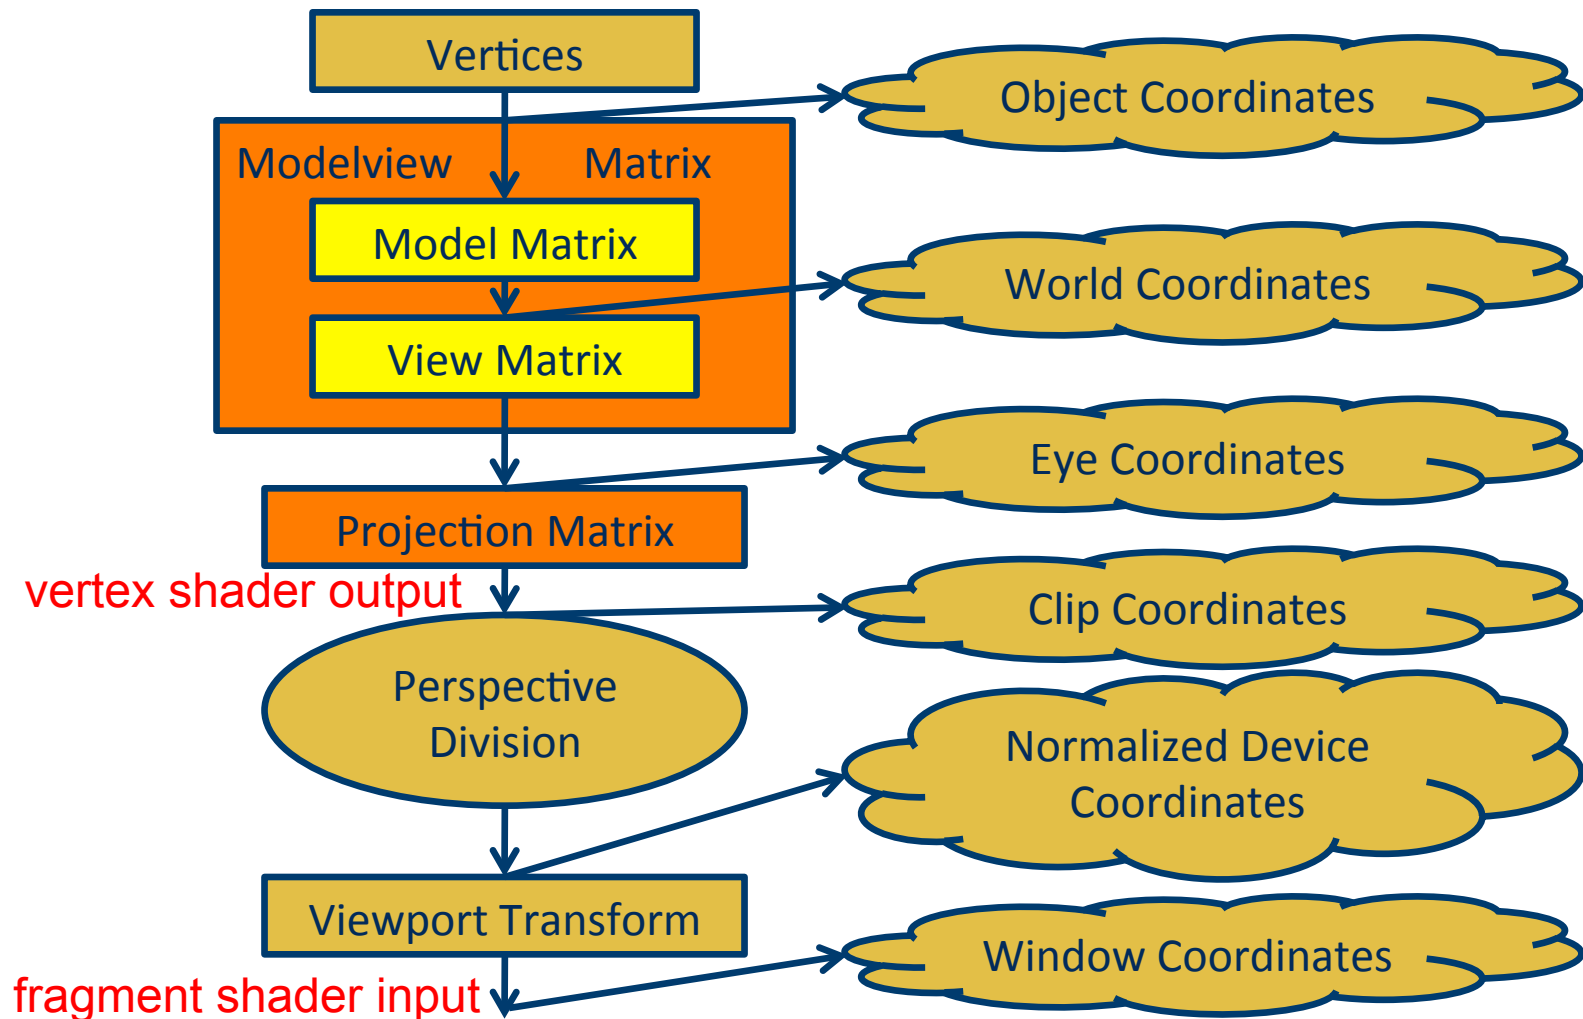 Vertices
Object Coordinates
Modelview Matrix
Model Matrix
World Coordinates
View Matrix
Eye Coordinates
Projection Matrix
vertex shader output
Clip Coordinates
Perspective
Division
Normalized Device
Coordinates
Viewport Transform
Window Coordinates
fragment shader input